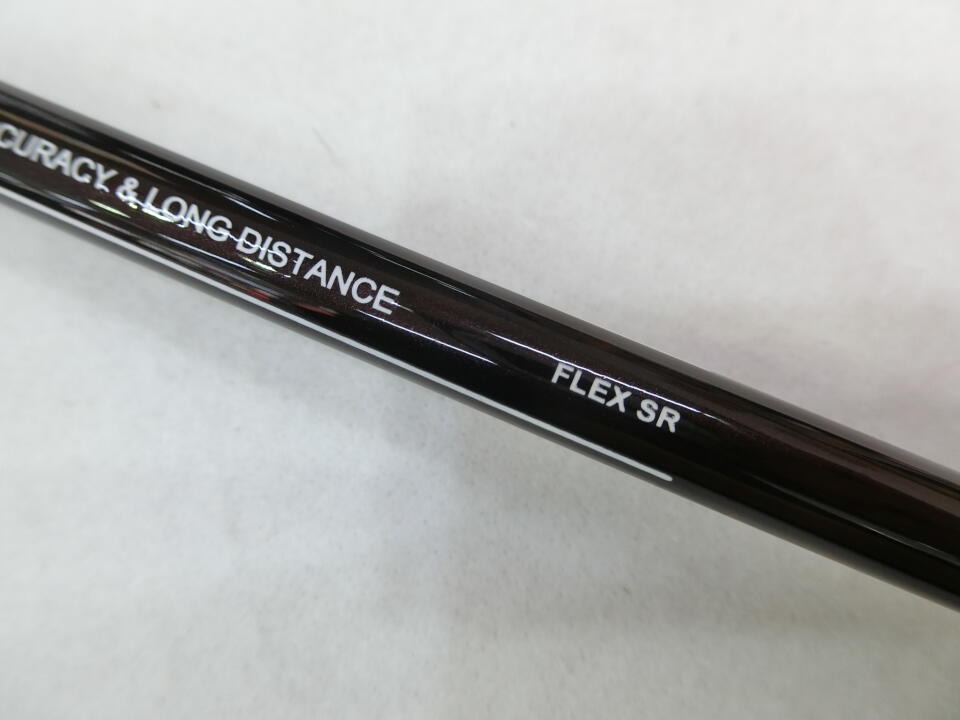 CURACY & LONG DISTANCE
FLEX SR